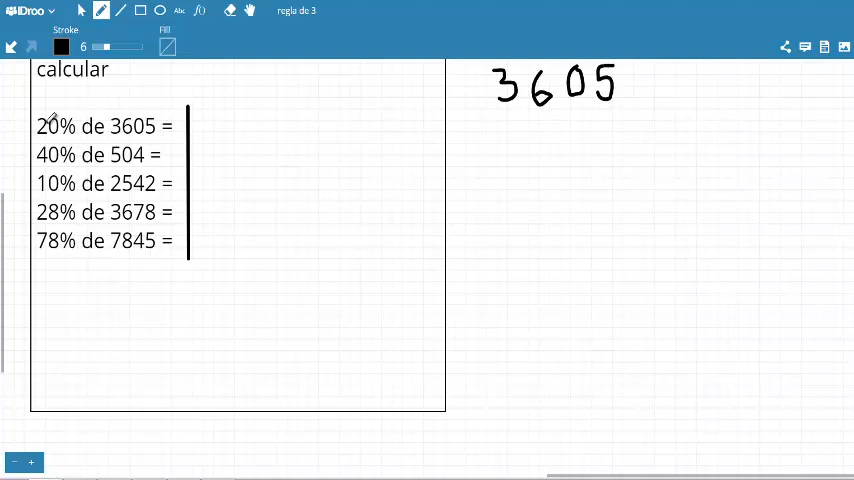 IDroo
Abc
f()
regla de 3
Stroke
Fill
6
calcular
3605
20% de 3605 =
40% de 504 =
10% de 2542 =
28% de 3678 =
78% de 7845 =
- +